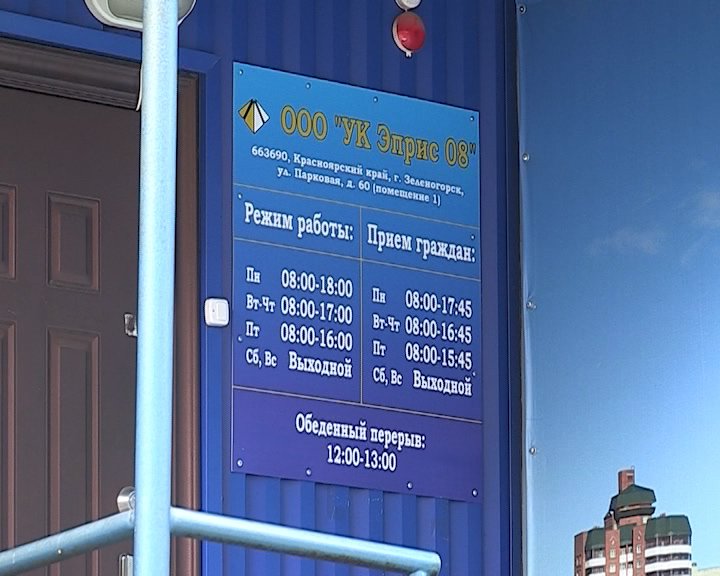 ООО "УК Эприс 08"
663690, Красноярский край, г. Зеленогорск,
ул. Парковая, д. 60 (помещение 1)
Режим работы:
Пн 08:00-18:00
Вт-Чт 08:00-17:00
Пт 08:00-16:00
Сб, Вс Выходной
Прием граждан:
Пн 08:00-17:45
Вт-Чт 08:00-16:45
Пт 08:00-15:45
Сб, Вс Выходной
Обеденный перерыв:
12:00-13:00